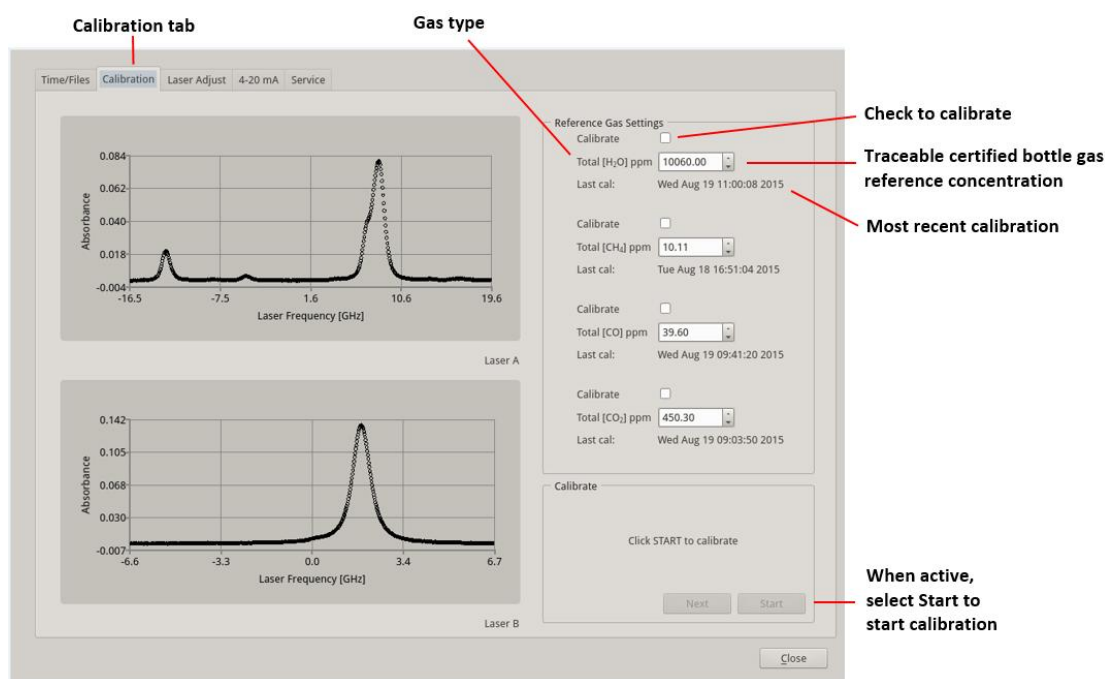 Calibration tab
Gas type
Time/Files Calibration Laser Adjust 4-20 mA Service
0.084
0.062
0.040
0.018
-0.004
Absorbance
-16.5 -7.5 1.6 10.6 19.6
Laser Frequency [GHz]
Laser A
0.142
0.105
0.068
0.030
-0.007
Absorbance
-6.6 -3.3 0.0 3.4 6.7
Laser Frequency [GHz]
Laser B
Reference Gas Settings
Calibrate
Total [H₂O] ppm 10060.00
Last cal: Wed Aug 19 11:00:08 2015
Calibrate
Total [CH₄] ppm 10.11
Last cal: Tue Aug 18 16:51:04 2015
Calibrate
Total [CO] ppm 39.60
Last cal: Wed Aug 19 09:41:20 2015
Calibrate
Total [CO₂] ppm 450.30
Last cal: Wed Aug 19 09:03:50 2015
Calibrate
Click START to calibrate
Next Start
Close
Check to calibrate
Traceable certified bottle gas
reference concentration
Most recent calibration
When active,
select Start to
start calibration